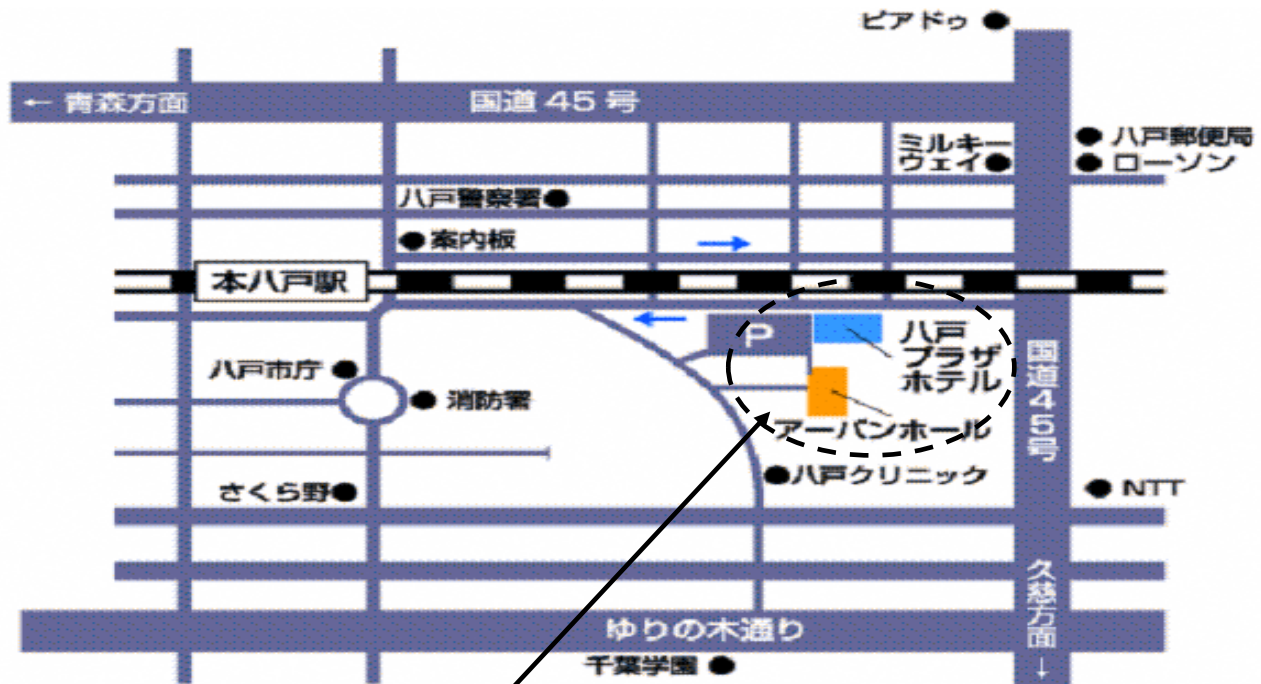 ピアドゥ
← 青森方面
国道 45 号
ミルキー
ウェイ
八戸郵便局
ローソン
八戸警察署
案内板
本八戸駅
P
八戸
プラザ
ホテル
国道45号
八戸市庁
消防署
アーバンホール
八戸クリニック
さくら野
NTT
久慈方面↓
ゆりの木通り
千葉学園